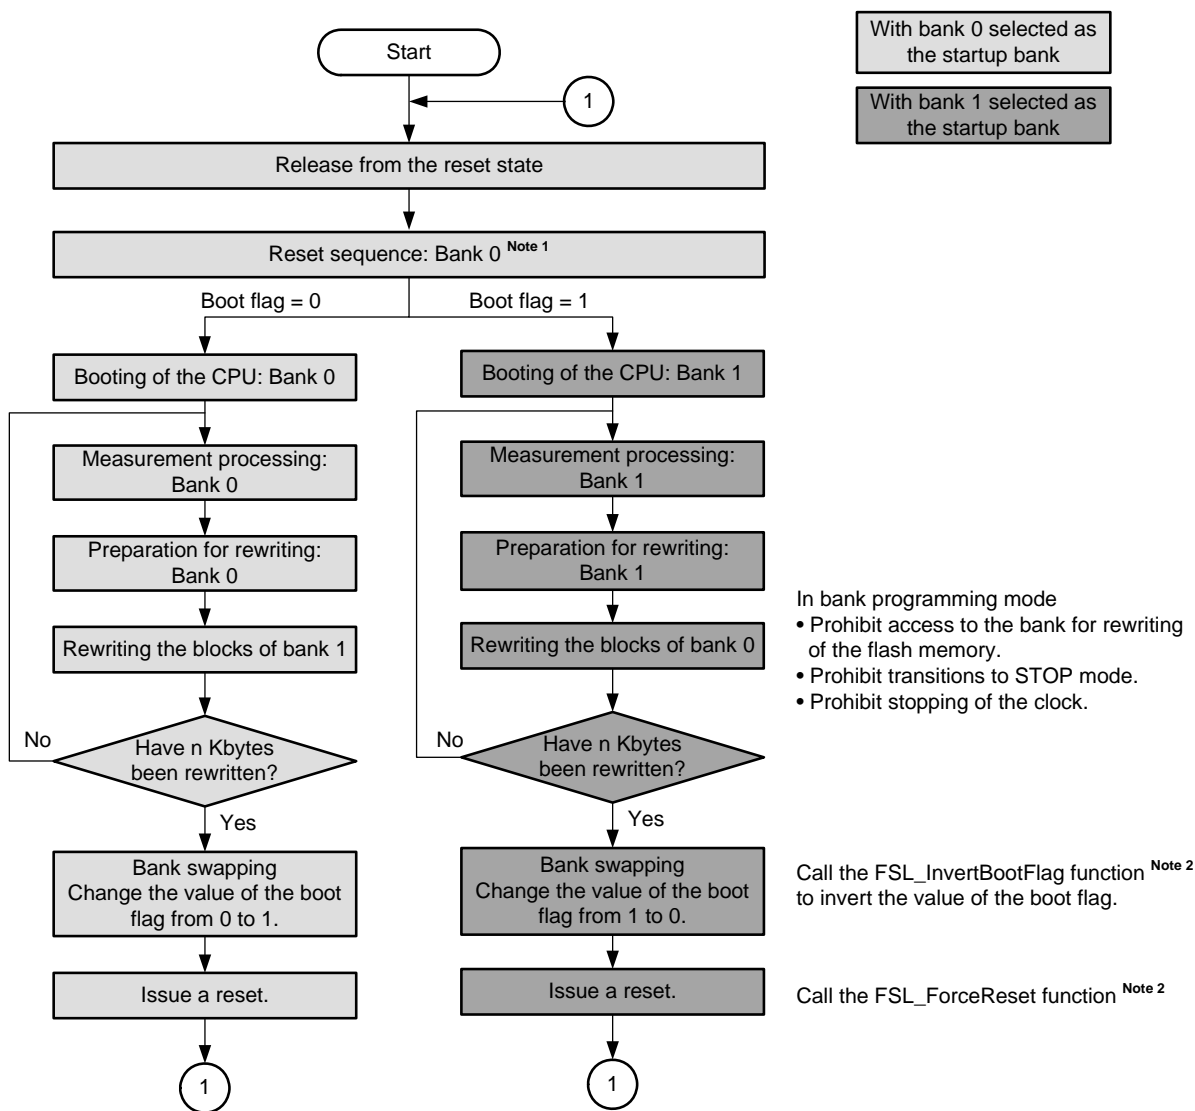 Start
With bank 0 selected as
the startup bank
1
With bank 1 selected as
the startup bank
Release from the reset state
Reset sequence: Bank 0 Note 1
Boot flag = 0
Boot flag = 1
Booting of the CPU: Bank 0
Booting of the CPU: Bank 1
Measurement processing:
Bank 0
Measurement processing:
Bank 1
Preparation for rewriting:
Bank 0
Preparation for rewriting:
Bank 1
Rewriting the blocks of bank 1
Rewriting the blocks of bank 0
In bank programming mode
• Prohibit access to the bank for rewriting
of the flash memory.
• Prohibit transitions to STOP mode.
• Prohibit stopping of the clock.
No
Have n Kbytes
been rewritten?
Yes
No
Have n Kbytes
been rewritten?
Yes
Bank swapping
Change the value of the boot
flag from 0 to 1.
Bank swapping
Change the value of the boot
flag from 1 to 0.
Call the FSL_InvertBootFlag function Note 2
to invert the value of the boot flag.
Issue a reset.
Issue a reset.
Call the FSL_ForceReset function Note 2
1
1